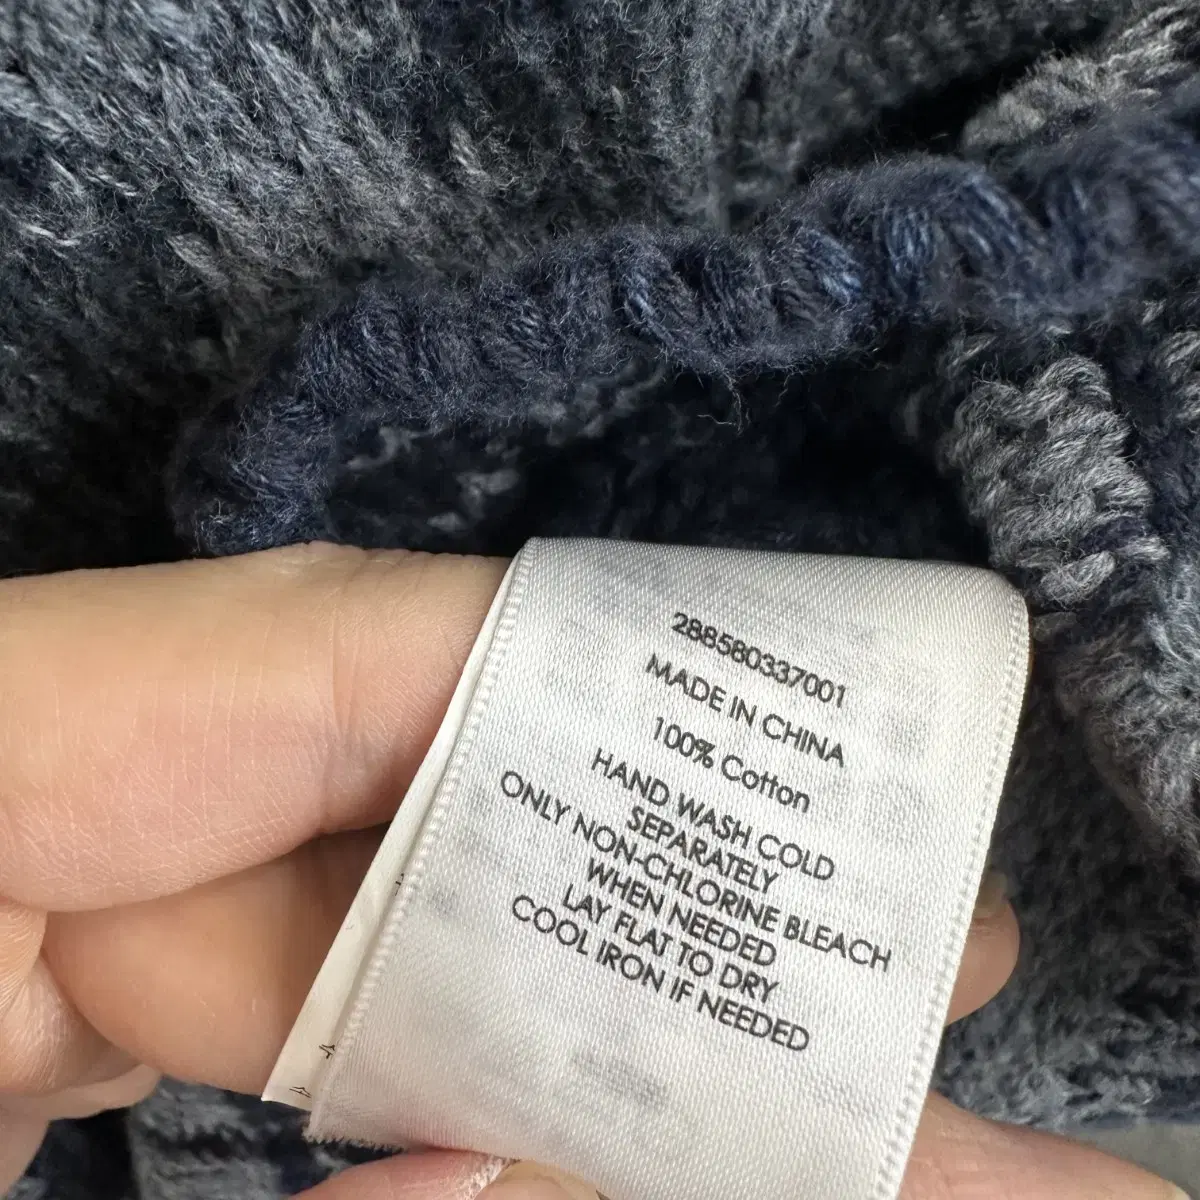 288580337001
MADE IN CHINA
100% Cotton
HAND WASH COLD
SEPARATELY
ONLY NON-CHLORINE BLEACH
WHEN NEEDED
LAY FLAT TO DRY
COOL IRON IF NEEDED